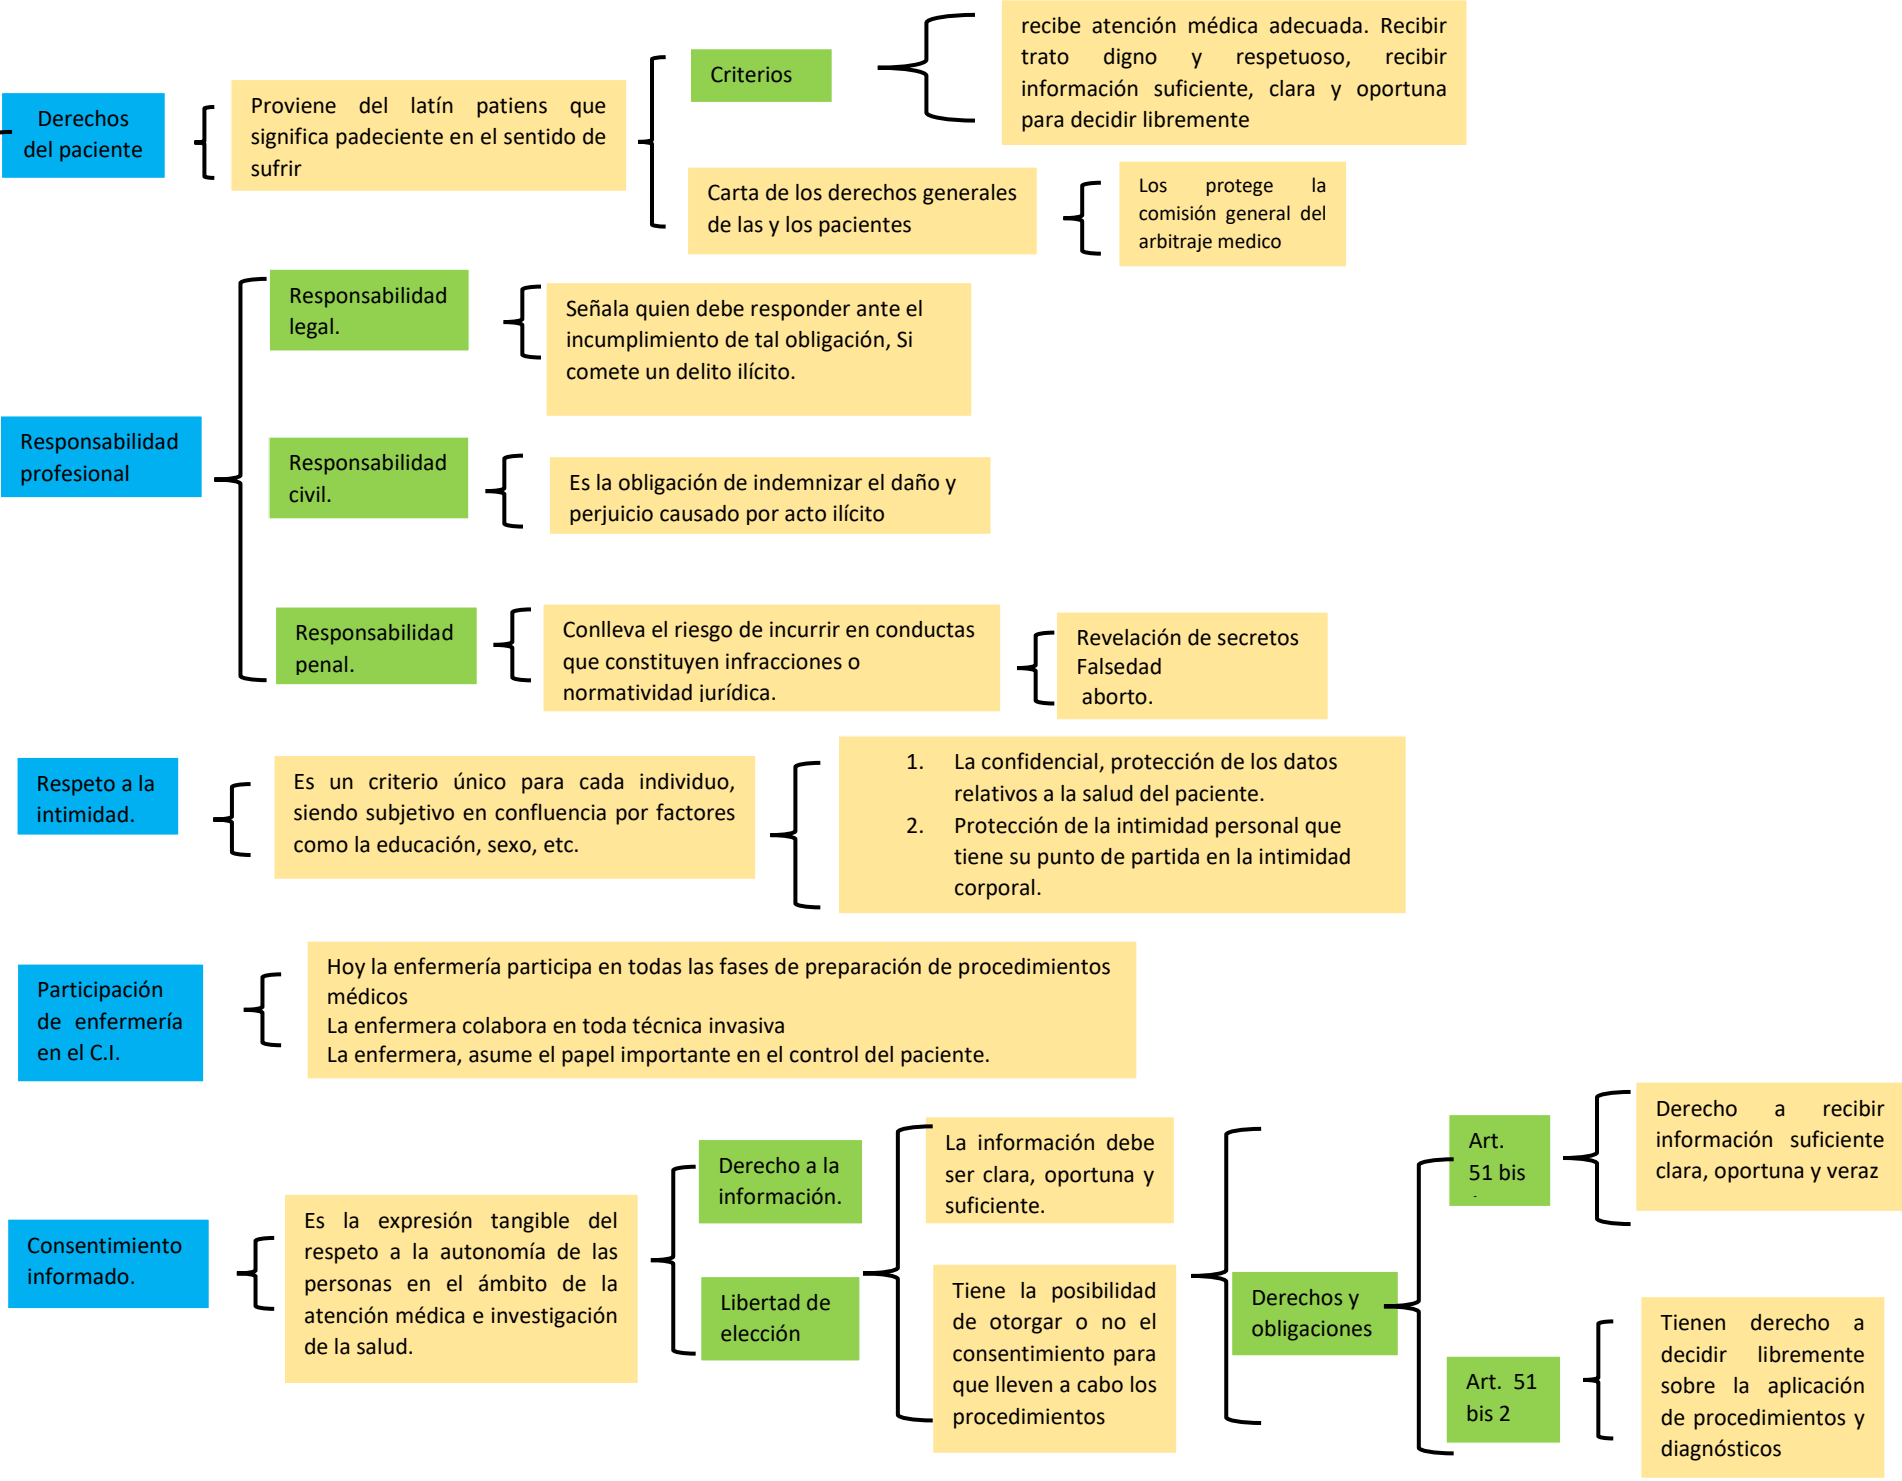 Derechos
del paciente
Proviene del latín patiens que
significa padeciente en el sentido de
sufrir
Criterios
recibe atención médica adecuada. Recibir
trato digno y respetuoso, recibir
información suficiente, clara y oportuna
para decidir libremente
Carta de los derechos generales
de las y los pacientes
Los protege la
comisión general del
arbitraje medico
Responsabilidad
profesional
Responsabilidad
legal.
Señala quien debe responder ante el
incumplimiento de tal obligación, Si
comete un delito ilícito.
Responsabilidad
civil.
Es la obligación de indemnizar el daño y
perjuicio causado por acto ilícito
Responsabilidad
penal.
Conlleva el riesgo de incurrir en conductas
que constituyen infracciones o
normatividad jurídica.
Revelación de secretos
Falsedad
aborto.
Respeto a la
intimidad.
Es un criterio único para cada individuo,
siendo subjetivo en confluencia por factores
como la educación, sexo, etc.
1. La confidencial, protección de los datos
relativos a la salud del paciente.
2. Protección de la intimidad personal que
tiene su punto de partida en la intimidad
corporal.
Participación
de enfermería
en el C.I.
Hoy la enfermería participa en todas las fases de preparación de procedimientos
médicos
La enfermera colabora en toda técnica invasiva
La enfermera, asume el papel importante en el control del paciente.
Consentimiento
informado.
Es la expresión tangible del
respeto a la autonomía de las
personas en el ámbito de la
atención médica e investigación
de la salud.
Derecho a la
información.
Libertad de
elección
La información debe
ser clara, oportuna y
suficiente.
Tiene la posibilidad
de otorgar o no el
consentimiento para
que lleven a cabo los
procedimientos
Derechos y
obligaciones
Art.
51 bis
Derecho a recibir
información suficiente
clara, oportuna y veraz
Art. 51
bis 2
Tienen derecho a
decidir libremente
sobre la aplicación
de procedimientos y
diagnósticos